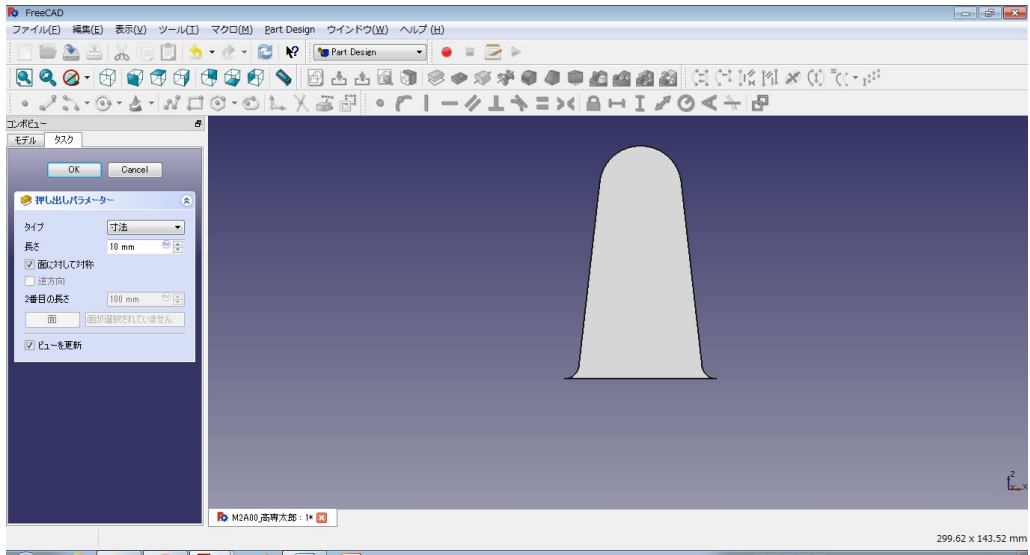 FreeCAD
ファイル(F) 編集(E) 表示(V) ツール(T) マクロ(M) Part Design ウインドウ(W) ヘルプ(H)
Part Design
コンボビュー
モデル タスク
OK Cancel
押し出しパラメーター
タイプ 寸法
長さ 10 mm
面に対して対称
逆方向
2番目の長さ 100 mm
面 面が選択されていません
ビューを更新
z
Y x
M2A00_高専太郎 : 1*
299.62 x 143.52 mm